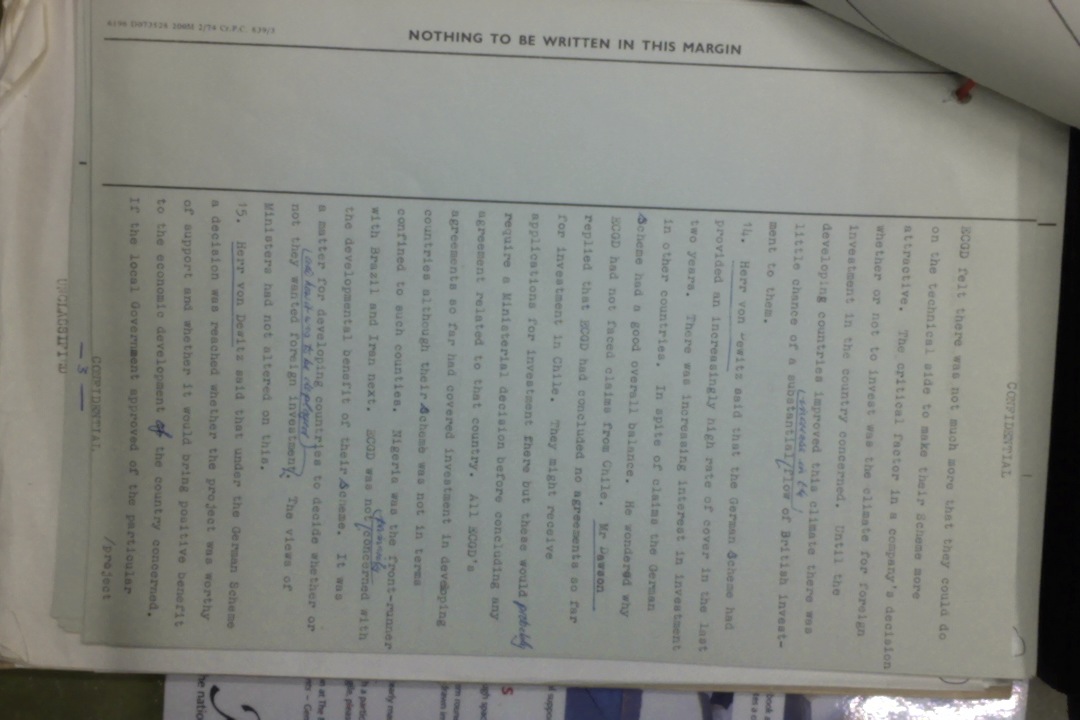 NOTHING TO BE WRITTEN IN THIS MARGIN
CONFIDENTIAL
ECGD felt there was not much more that they could do
on the technical side to make their Scheme more
attractive. The critical factor in a company's decision
whether or not to invest was the climate for foreign
investment in the country concerned. Until the
developing countries improved this climate there was
little chance of a substantial/ increase in the / flow of British invest-
ment to them.
14. Herr von Dewitz said that the German Scheme had
provided an increasingly high rate of cover in the last
two years. There was increasing interest in investment
in other countries. In spite of claims the German
Scheme had a good overall balance. He wondered why
ECGD had not faced claims from Chile. Mr Dawson
replied that ECGD had concluded no agreements so far
for investment in Chile. They might receive
applications for investment there but these would probably
require a Ministerial decision before concluding any
agreement related to that country. All ECGD's
agreements so far had covered investment in developing
countries although their Scheme was not in terms
confined to such counties. Nigeria was the front-runner
with Brazil and Iran next. ECGD was not/ primarily concerned with
the developmental benefit of their Scheme. It was
a matter for developing countries to decide whether or
not they wanted foreign investment (and how it was to be deployed). The views of
Ministers had not altered on this.
15. Herr von Dewitz said that under the German Scheme
a decision was reached whether the project was worthy
of support and whether it would bring positive benefit
to the economic development of the country concerned.
If the local Government approved of the particular
/project
- 3 -
CONFIDENTIAL